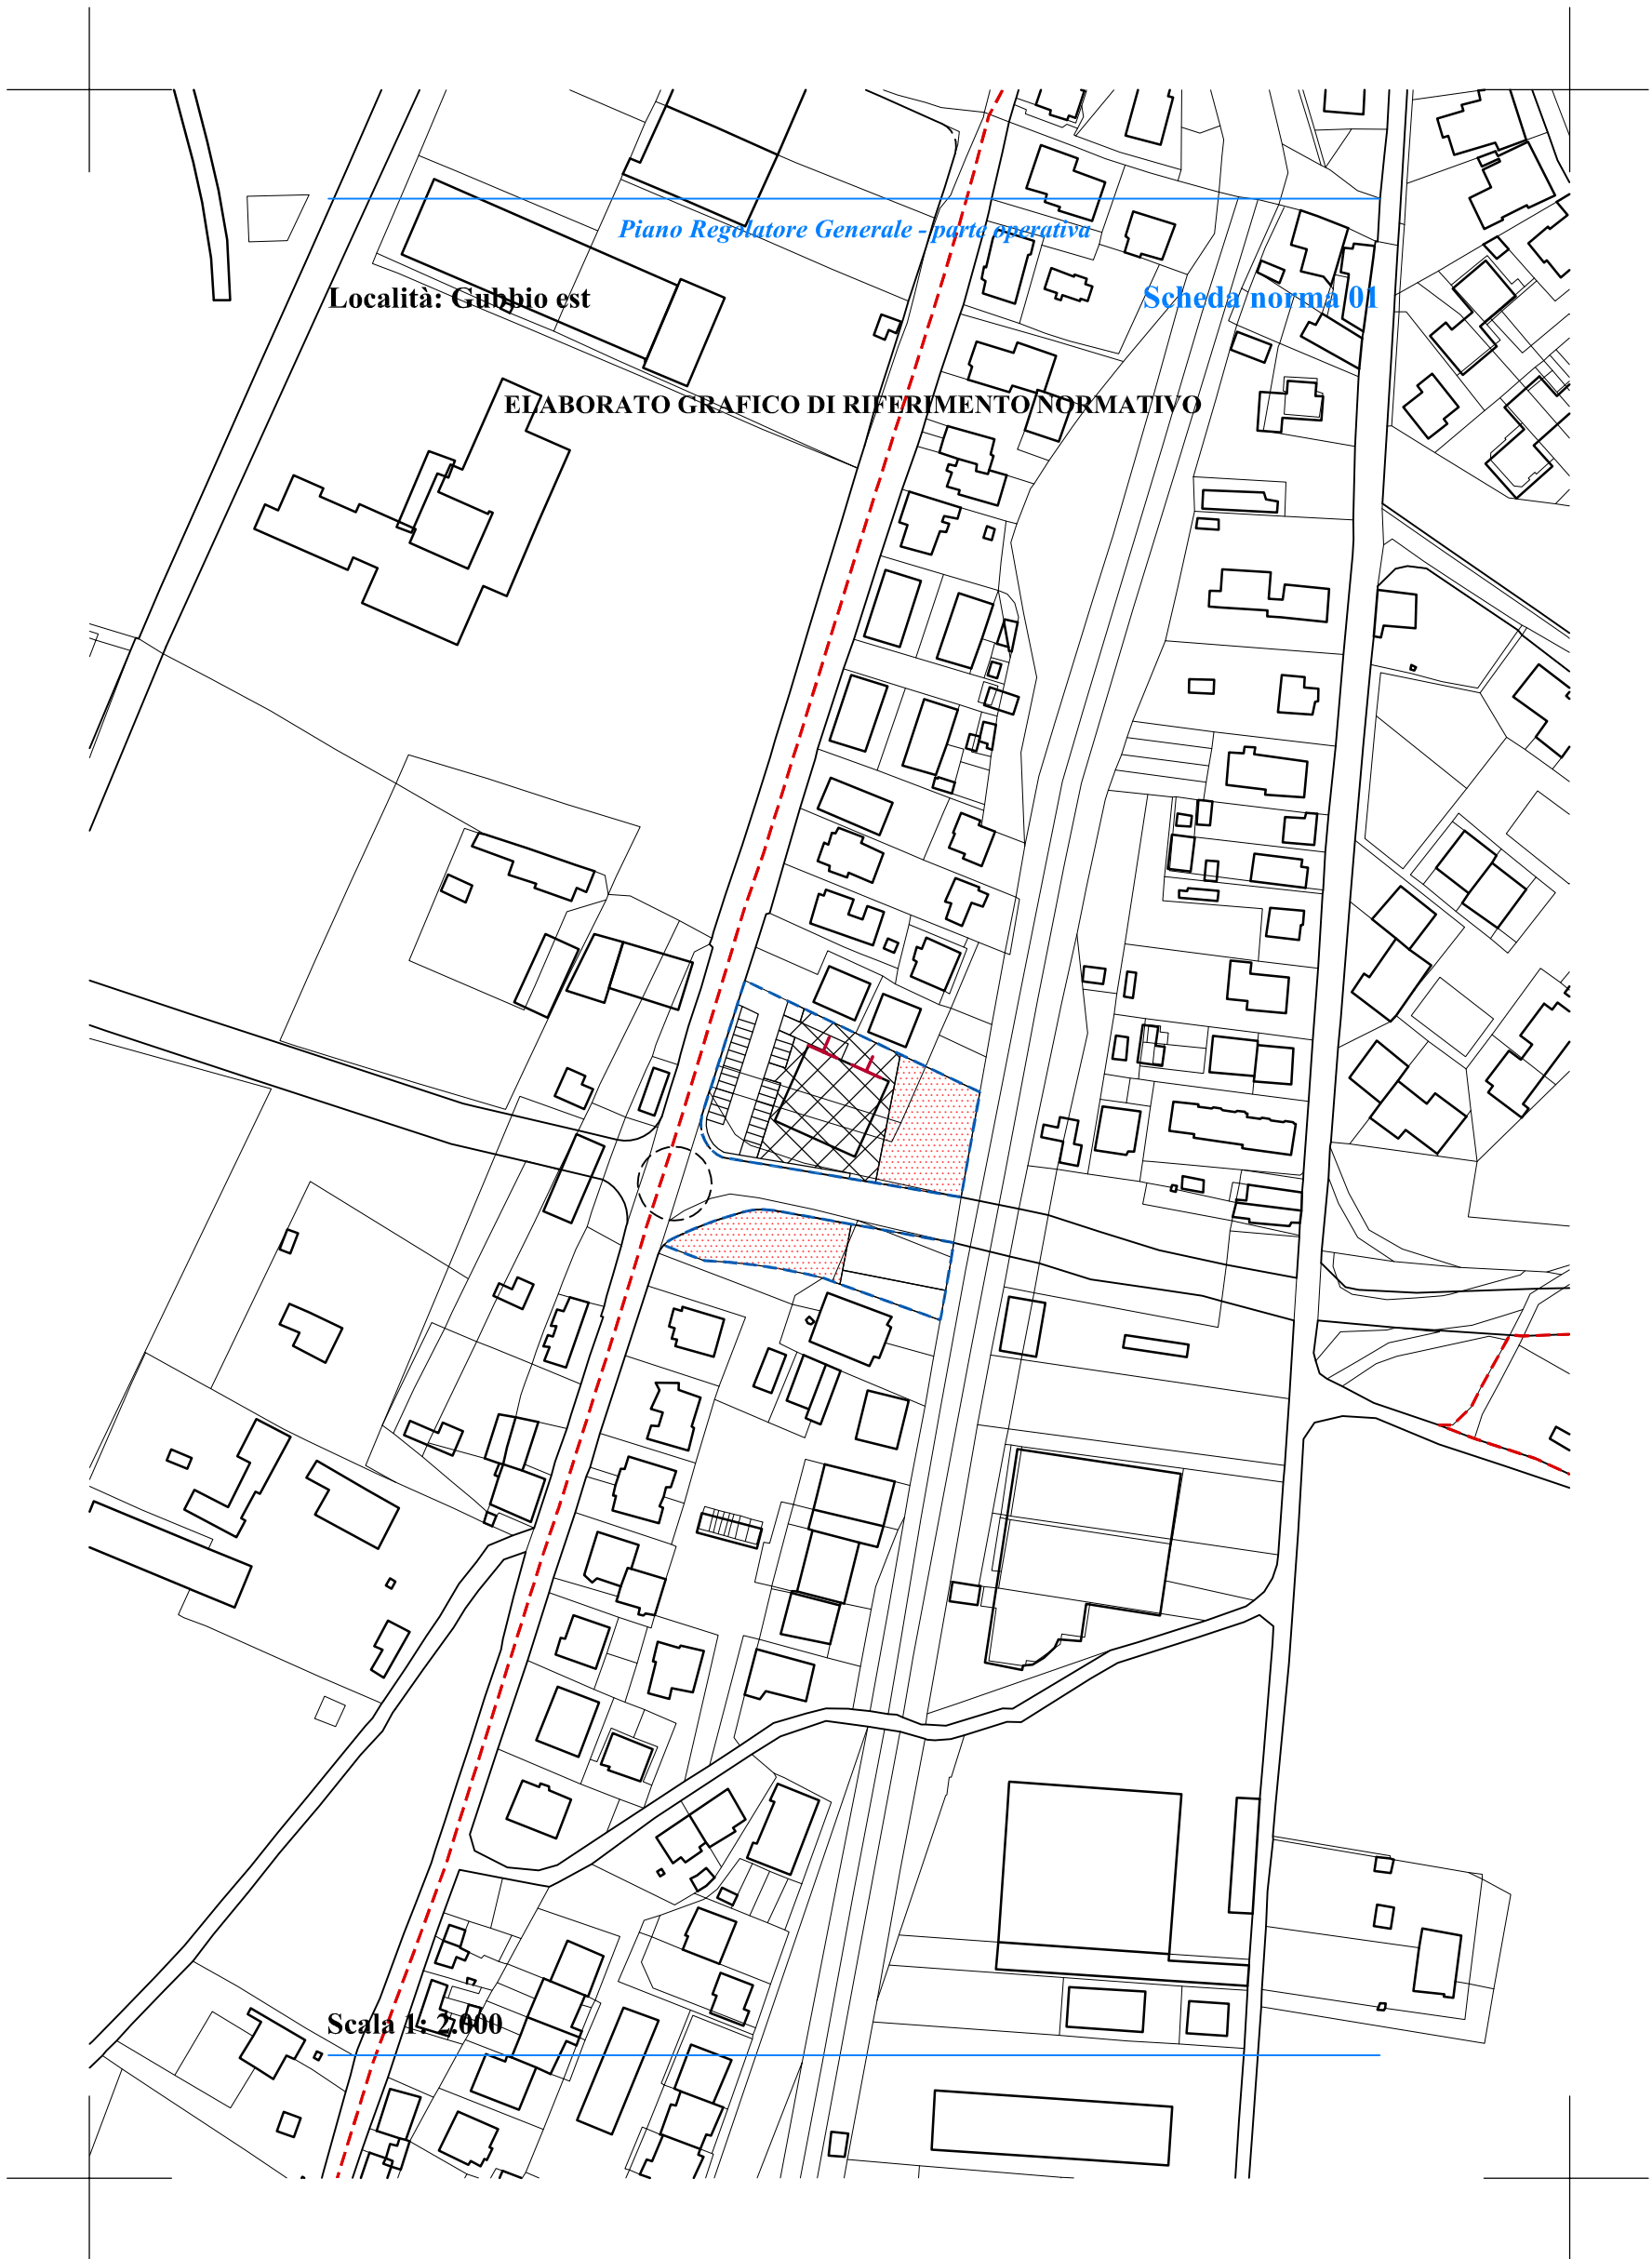 Piano Regolatore Generale - parte operativa
Località: Gubbio est
Scheda norma 01
ELABORATO GRAFICO DI RIFERIMENTO NORMATIVO
Scala 1: 2.000